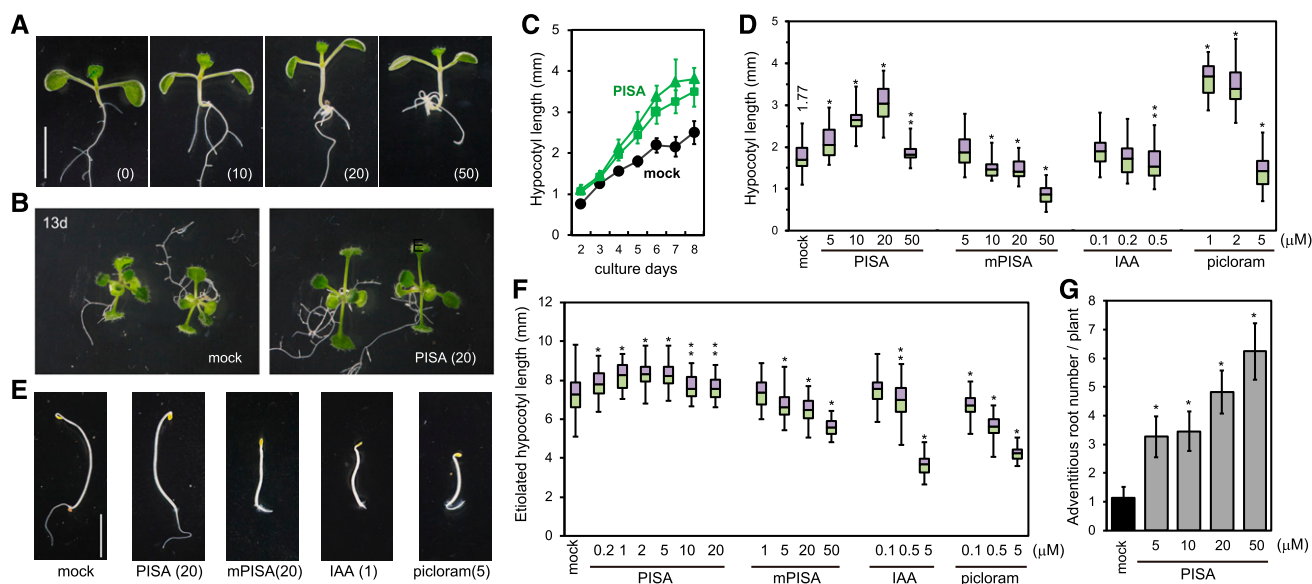 A
(0)
(10)
(20)
(50)
B
13d
mock
E
PISA (20)
C
Hypocotyl length (mm)
5
4
3
2
1
0
PISA
mock
2 3 4 5 6 7 8
culture days
D
Hypocotyl length (mm)
5
4
3
2
1
0
1.77
*
*
*
*
* *
*
*
*
* *
*
*
*
mock
5 10 20 50
5 10 20 50
0.1 0.2 0.5
1 2 5 (μM)
PISA
mPISA
IAA
picloram
E
mock
PISA (20)
mPISA(20)
IAA (1)
picloram(5)
F
Etiolated hypocotyl length (mm)
12
10
8
6
4
2
0
*
*
*
*
* *
* *
*
*
*
* *
*
*
*
*
mock
0.2 1 2 5 10 20
1 5 20 50
0.1 0.5 5
0.1 0.5 5 (μM)
PISA
mPISA
IAA
picloram
G
Adventitious root number / plant
8
7
6
5
4
3
2
1
0
*
*
*
*
mock
5 10 20 50 (μM)
PISA